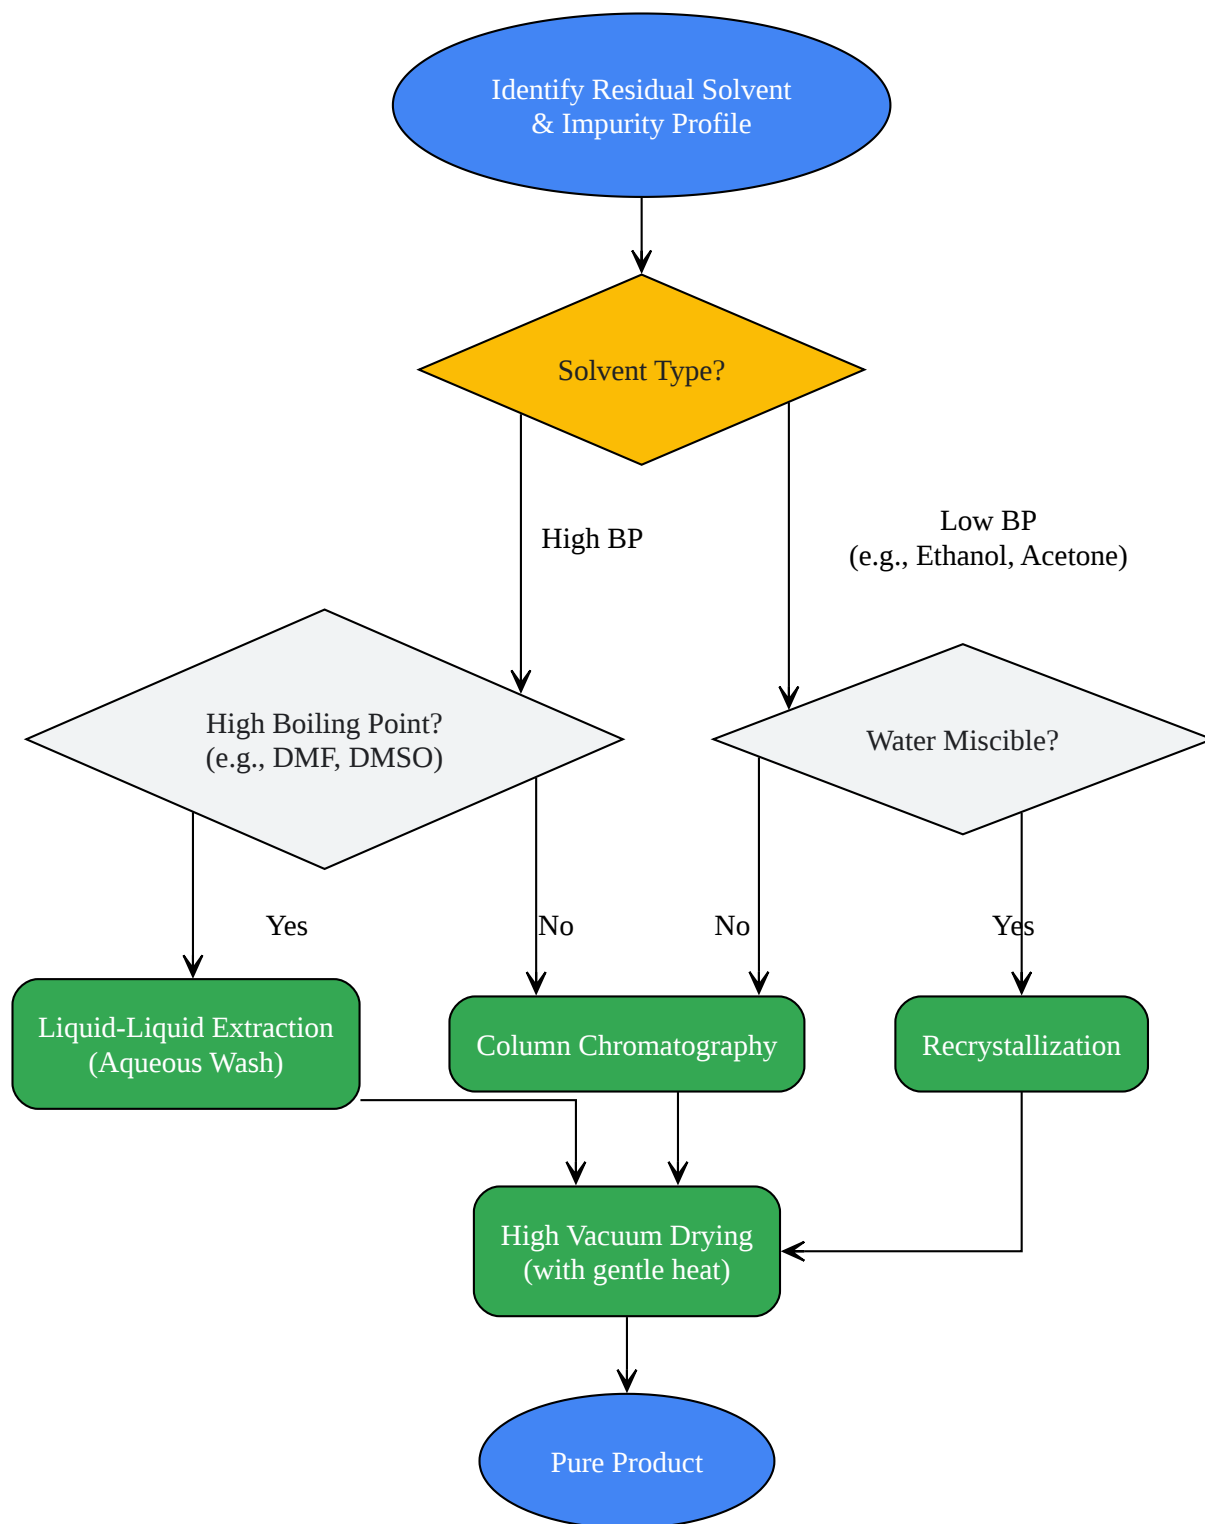 Identify Residual Solvent
& Impurity Profile
Solvent Type?
High BP
Low BP
(e.g., Ethanol, Acetone)
High Boiling Point?
(e.g., DMF, DMSO)
Water Miscible?
Yes
No
No
Yes
Liquid-Liquid Extraction
(Aqueous Wash)
Column Chromatography
Recrystallization
High Vacuum Drying
(with gentle heat)
Pure Product